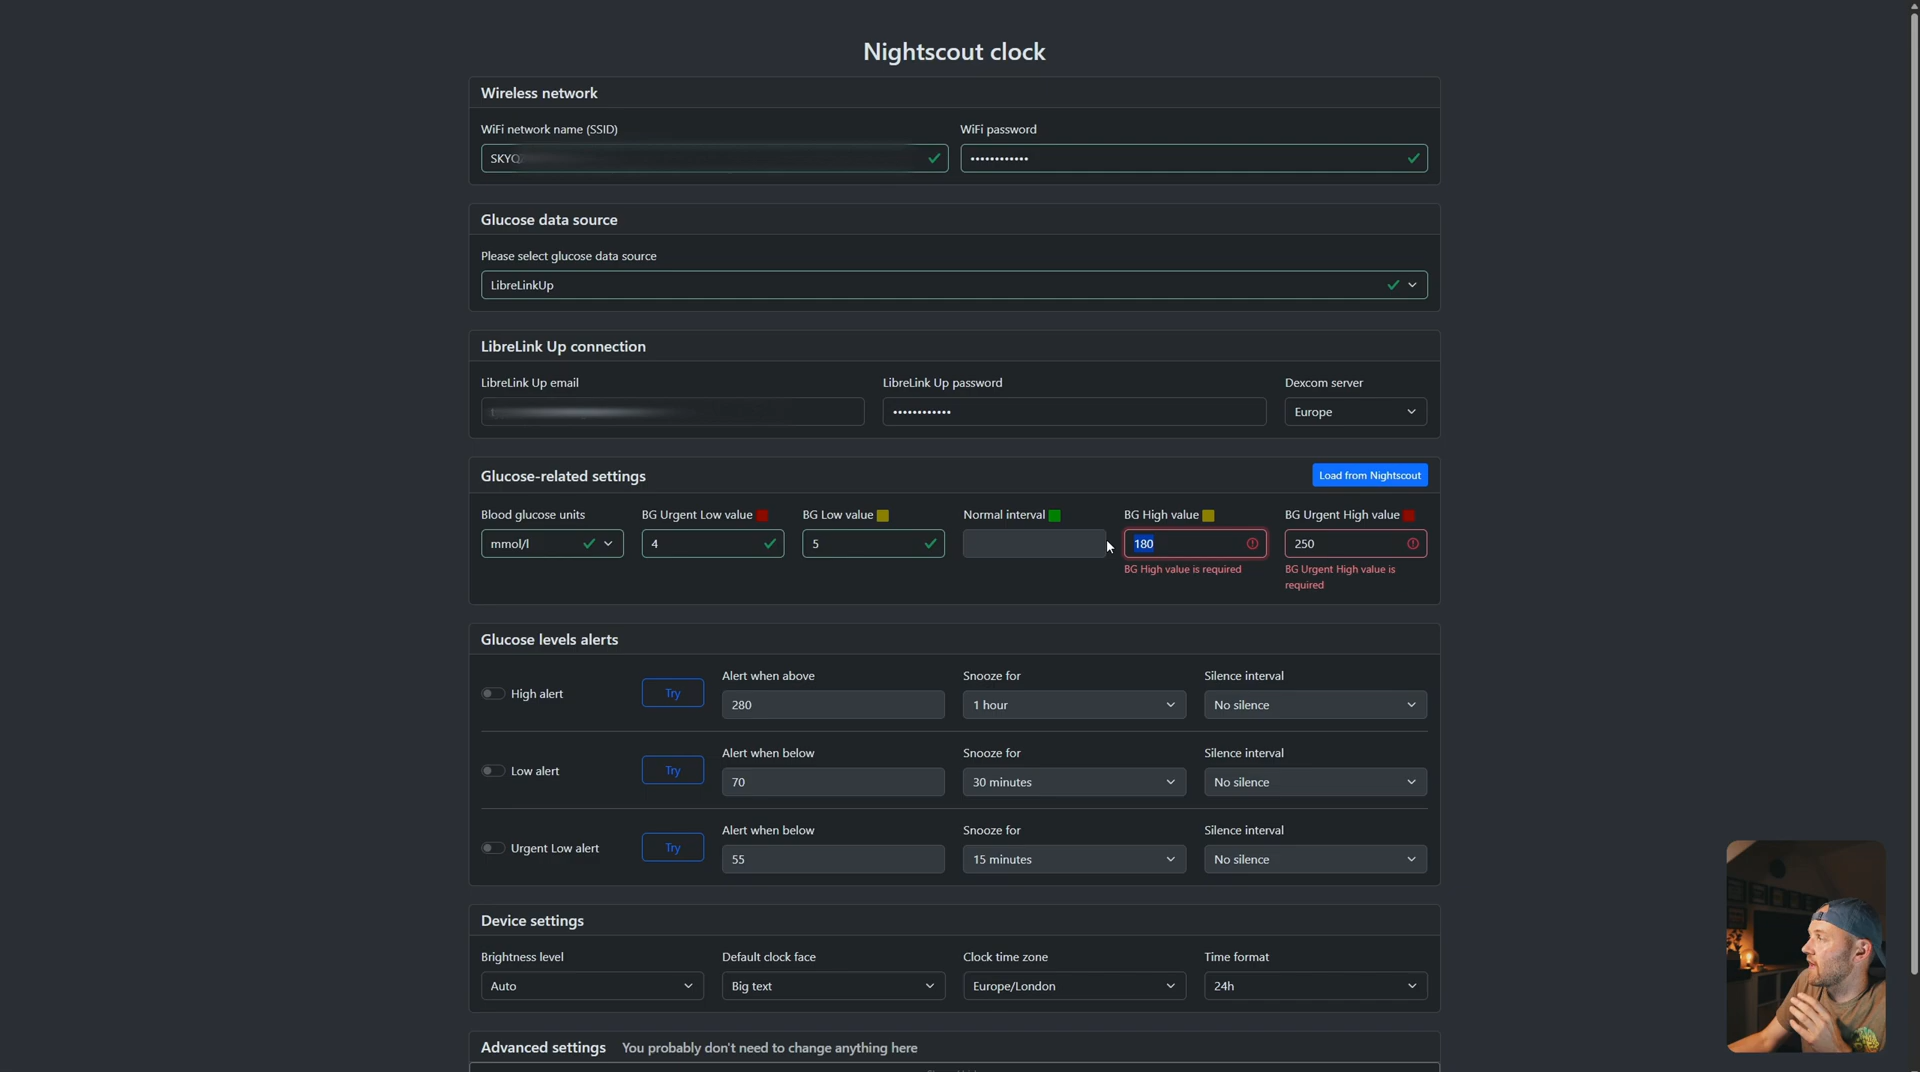 Nightscout clock
Wireless network
WiFi network name (SSID) WiFi password
SKYQ ••••••••••••
Glucose data source
Please select glucose data source
LibreLinkUp
LibreLink Up connection
LibreLink Up email LibreLink Up password Dexcom server
•••••••••••• Europe
Glucose-related settings Load from Nightscout
Blood glucose units BG Urgent Low value BG Low value Normal interval BG High value BG Urgent High value
mmol/l 4 5 180 250
BG High value is required BG Urgent High value is
required
Glucose levels alerts
Alert when above Snooze for Silence interval
High alert Try 280 1 hour No silence
Alert when below Snooze for Silence interval
Low alert Try 70 30 minutes No silence
Alert when below Snooze for Silence interval
Urgent Low alert Try 55 15 minutes No silence
Device settings
Brightness level Default clock face Clock time zone Time format
Auto Big text Europe/London 24h
Advanced settings You probably don't need to change anything here